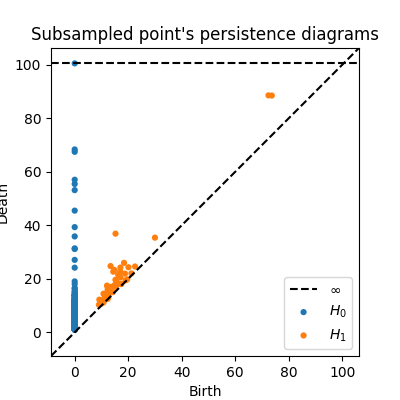 Subsampled point's persistence diagrams
100
80
60
40
20
0
Death
0 20 40 60 80 100
Birth
∞
H₀
H₁